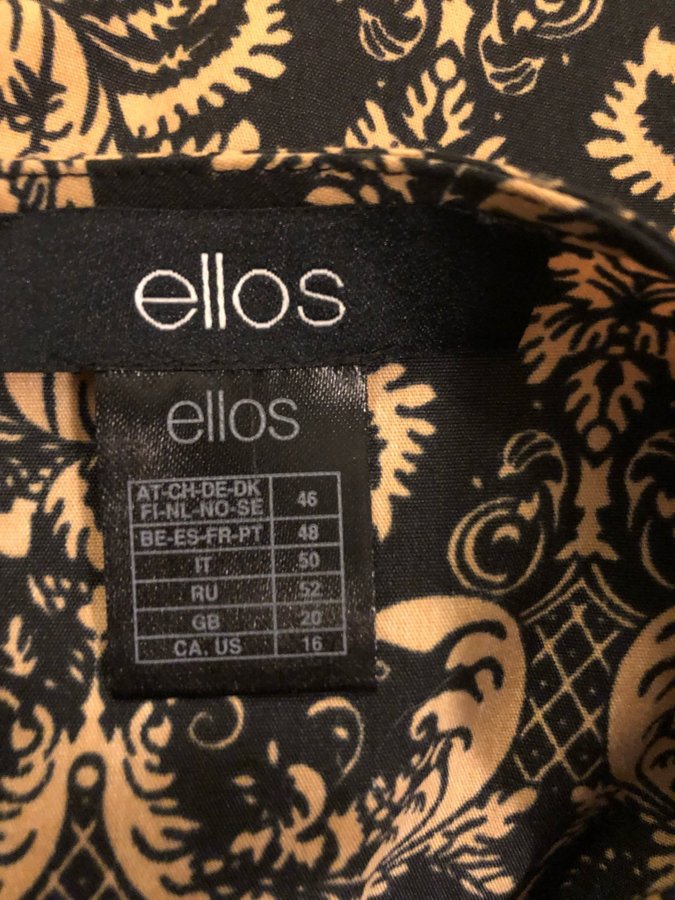 ellos
ellos
AT-CH-DE-DK
FI-NL-NO-SE 46
BE-ES-FR-PT 48
IT 50
RU 52
GB 20
CA. US 16